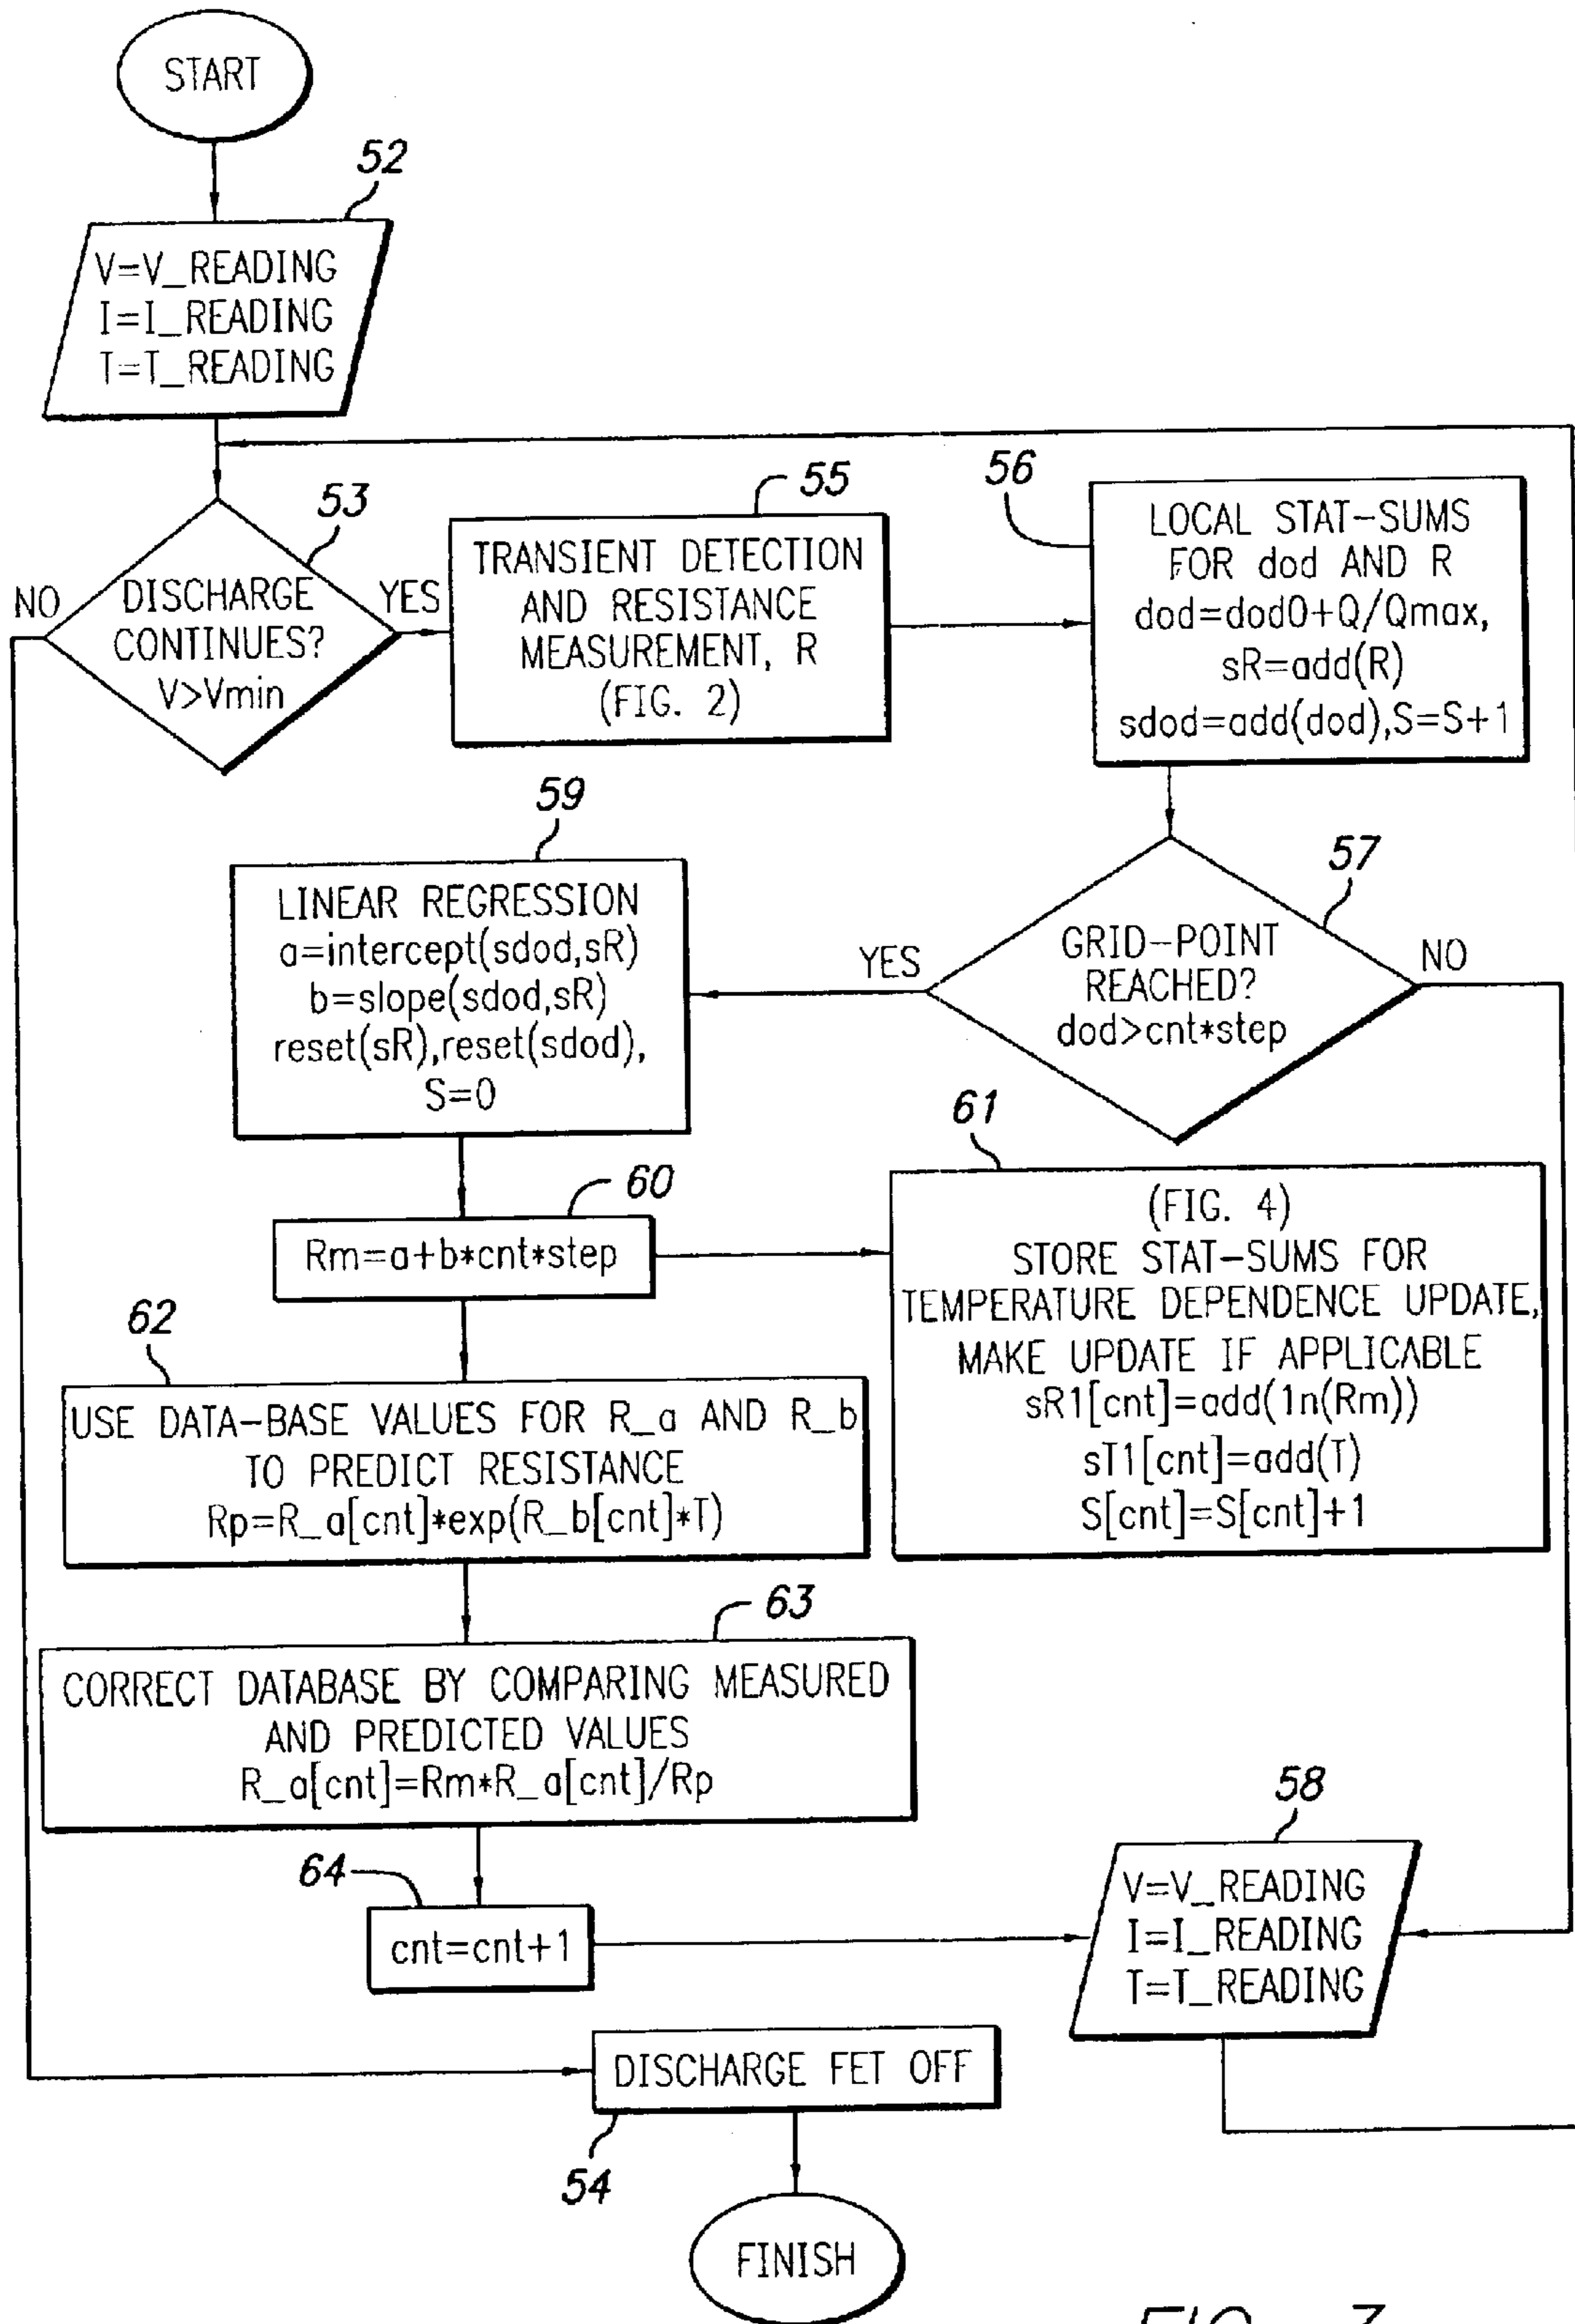 START
52
V=V_READING
I=I_READING
T=T_READING
53
DISCHARGE
CONTINUES?
V>Vmin
NO
YES
55
TRANSIENT DETECTION
AND RESISTANCE
MEASUREMENT, R
(FIG. 2)
56
LOCAL STAT-SUMS
FOR dod AND R
dod=dod0+Q/Qmax,
sR=add(R)
sdod=add(dod),S=S+1
57
GRID-POINT
REACHED?
dod>cnt*step
YES
NO
59
LINEAR REGRESSION
a=intercept(sdod,sR)
b=slope(sdod,sR)
reset(sR),reset(sdod),
S=0
60
Rm=a+b*cnt*step
61
(FIG. 4)
STORE STAT-SUMS FOR
TEMPERATURE DEPENDENCE UPDATE,
MAKE UPDATE IF APPLICABLE
sR1[cnt]=add(1n(Rm))
sT1[cnt]=add(T)
S[cnt]=S[cnt]+1
62
USE DATA-BASE VALUES FOR R_a AND R_b
TO PREDICT RESISTANCE
Rp=R_a[cnt]*exp(R_b[cnt]*T)
63
CORRECT DATABASE BY COMPARING MEASURED
AND PREDICTED VALUES
R_a[cnt]=Rm*R_a[cnt]/Rp
64
cnt=cnt+1
58
V=V_READING
I=I_READING
T=T_READING
DISCHARGE FET OFF
54
FINISH
FIG. 3